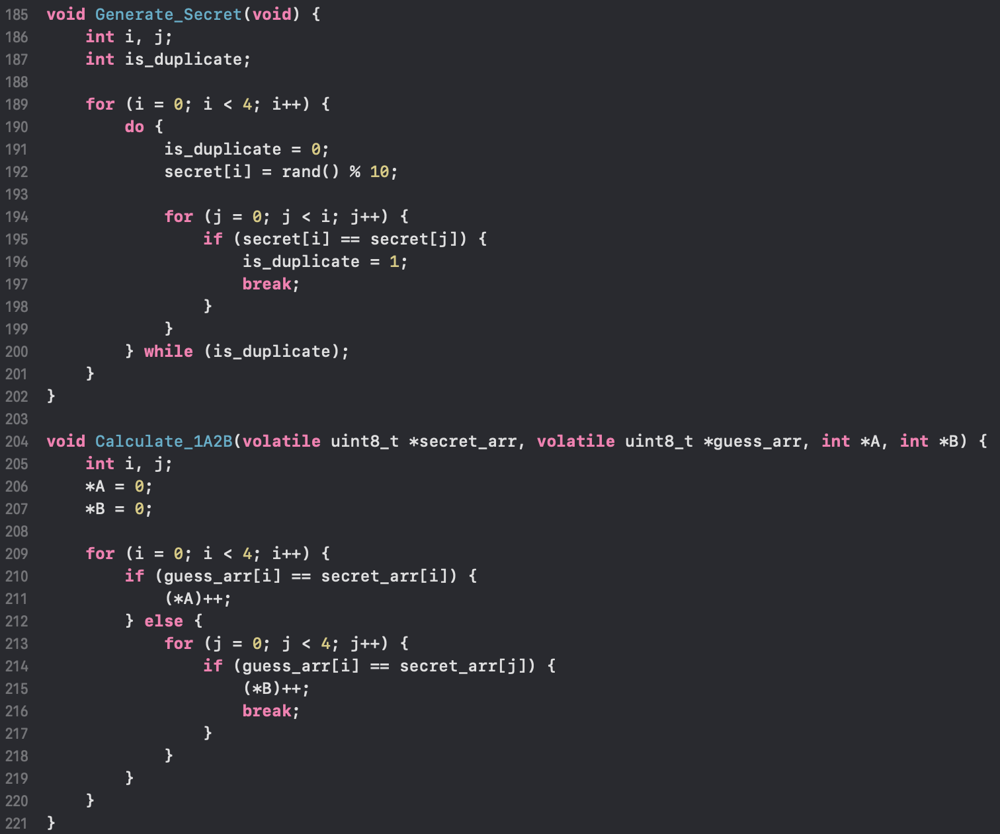 185 void Generate_Secret(void) {
186     int i, j;
187     int is_duplicate;
188
189     for (i = 0; i < 4; i++) {
190         do {
191             is_duplicate = 0;
192             secret[i] = rand() % 10;
193
194             for (j = 0; j < i; j++) {
195                 if (secret[i] == secret[j]) {
196                     is_duplicate = 1;
197                     break;
198                 }
199             }
200         } while (is_duplicate);
201     }
202 }
203
204 void Calculate_1A2B(volatile uint8_t *secret_arr, volatile uint8_t *guess_arr, int *A, int *B) {
205     int i, j;
206     *A = 0;
207     *B = 0;
208
209     for (i = 0; i < 4; i++) {
210         if (guess_arr[i] == secret_arr[i]) {
211             (*A)++;
212         } else {
213             for (j = 0; j < 4; j++) {
214                 if (guess_arr[i] == secret_arr[j]) {
215                     (*B)++;
216                     break;
217                 }
218             }
219         }
220     }
221 }